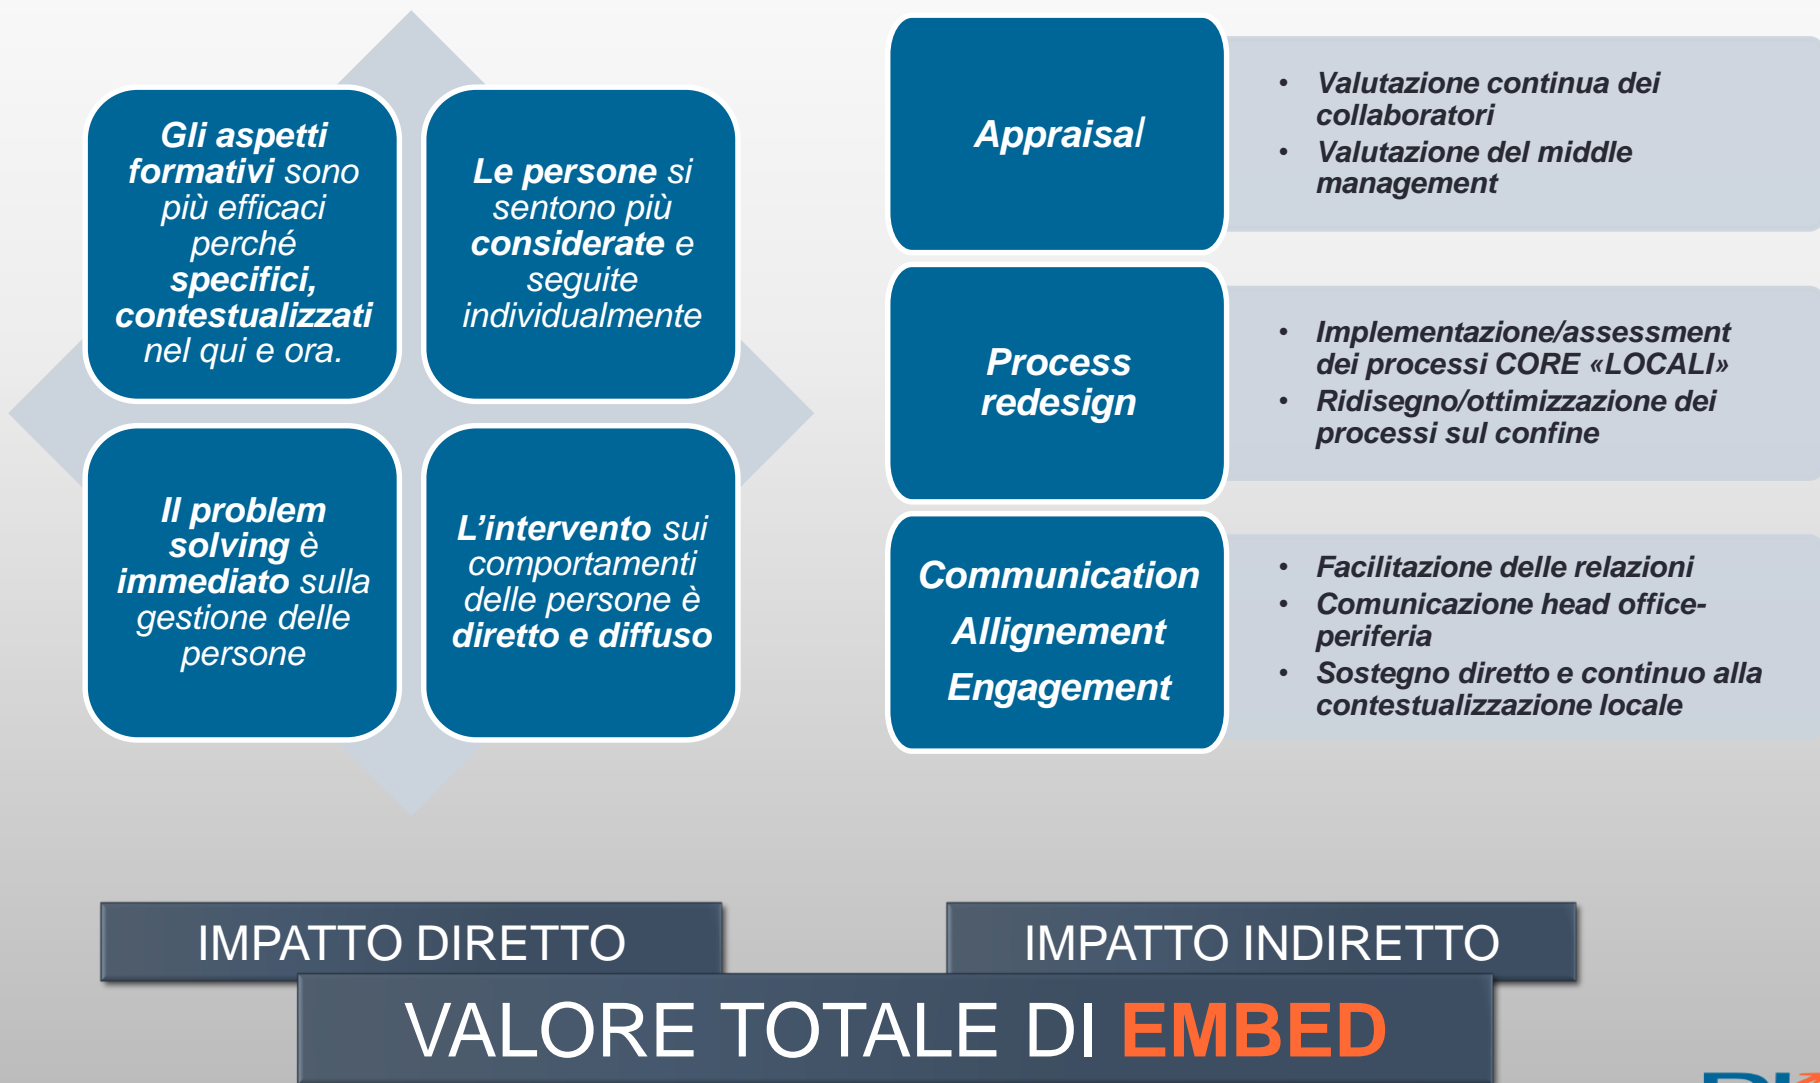 Gli aspetti
formativi sono
più efficaci
perché
specifici,
contestualizzati
nel qui e ora.
Le persone si
sentono più
considerate e
seguite
individualmente
Il problem
solving è
immediato sulla
gestione delle
persone
L’intervento sui
comportamenti
delle persone è
diretto e diffuso
Appraisal
• Valutazione continua dei
collaboratori
• Valutazione del middle
management
Process
redesign
• Implementazione/assessment
dei processi CORE «LOCALI»
• Ridisegno/ottimizzazione dei
processi sul confine
Communication
Allignement
Engagement
• Facilitazione delle relazioni
• Comunicazione head office-
periferia
• Sostegno diretto e continuo alla
contestualizzazione locale
IMPATTO DIRETTO
IMPATTO INDIRETTO
VALORE TOTALE DI EMBED